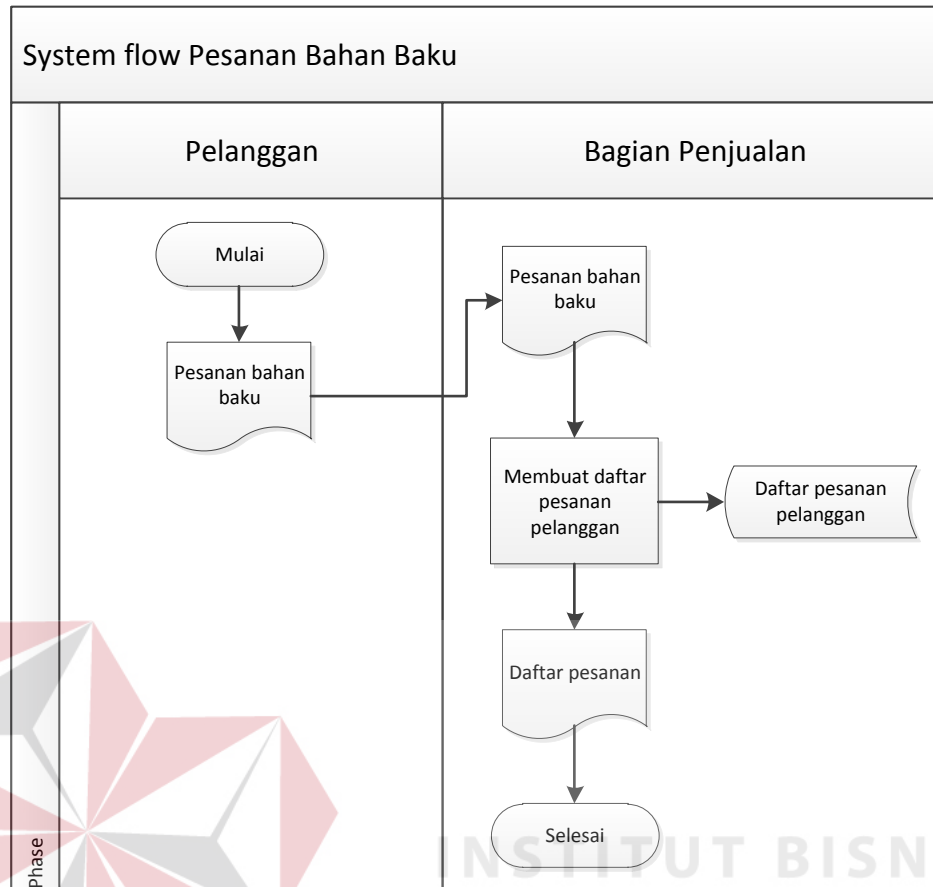 System flow Pesanan Bahan Baku
Pelanggan
Bagian Penjualan
Mulai
Pesanan bahan
baku
Pesanan bahan
baku
Membuat daftar
pesanan
pelanggan
Daftar pesanan
pelanggan
Daftar pesanan
Selesai
Phase
INSTITUT BISN